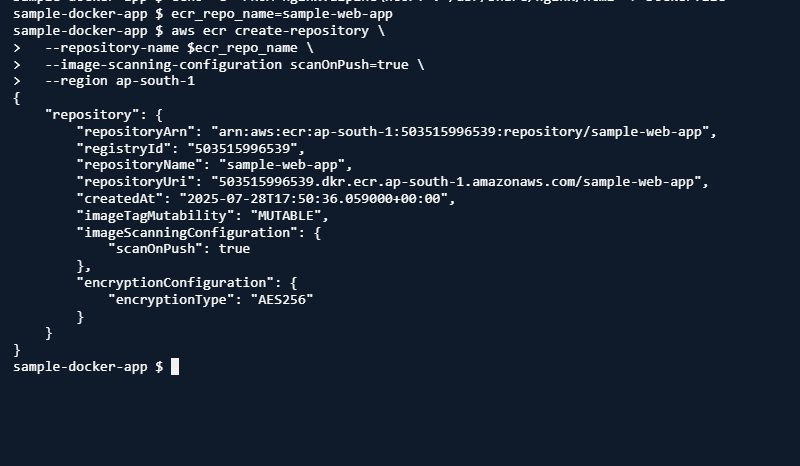 sample-docker-app $ ecr_repo_name=sample-web-app
sample-docker-app $ aws ecr create-repository \
>   --repository-name $ecr_repo_name \
>   --image-scanning-configuration scanOnPush=true \
>   --region ap-south-1
{
    "repository": {
        "repositoryArn": "arn:aws:ecr:ap-south-1:503515996539:repository/sample-web-app",
        "registryId": "503515996539",
        "repositoryName": "sample-web-app",
        "repositoryUri": "503515996539.dkr.ecr.ap-south-1.amazonaws.com/sample-web-app",
        "createdAt": "2025-07-28T17:50:36.059000+00:00",
        "imageTagMutability": "MUTABLE",
        "imageScanningConfiguration": {
            "scanOnPush": true
        },
        "encryptionConfiguration": {
            "encryptionType": "AES256"
        }
    }
}
sample-docker-app $